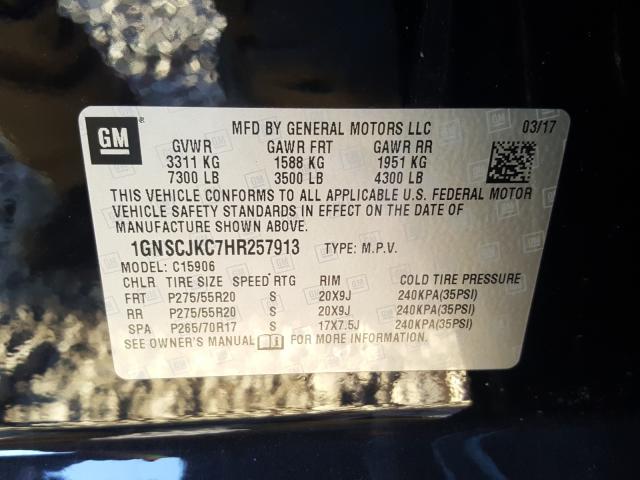 GM ® MFD BY GENERAL MOTORS LLC 03/17
GVWR GAWR FRT GAWR RR
3311 KG 1588 KG 1951 KG
7300 LB 3500 LB 4300 LB
THIS VEHICLE CONFORMS TO ALL APPLICABLE U.S. FEDERAL MOTOR
VEHICLE SAFETY STANDARDS IN EFFECT ON THE DATE OF
MANUFACTURE SHOWN ABOVE.
1GNSCJKC7HR257913 TYPE: M.P.V.
MODEL: C15906
CHLR TIRE SIZE SPEED RTG RIM COLD TIRE PRESSURE
FRT P275/55R20 S 20X9J 240KPA(35PSI)
RR P275/55R20 S 20X9J 240KPA(35PSI)
SPA P265/70R17 S 17X7.5J 240KPA(35PSI)
SEE OWNER'S MANUAL FOR MORE INFORMATION.